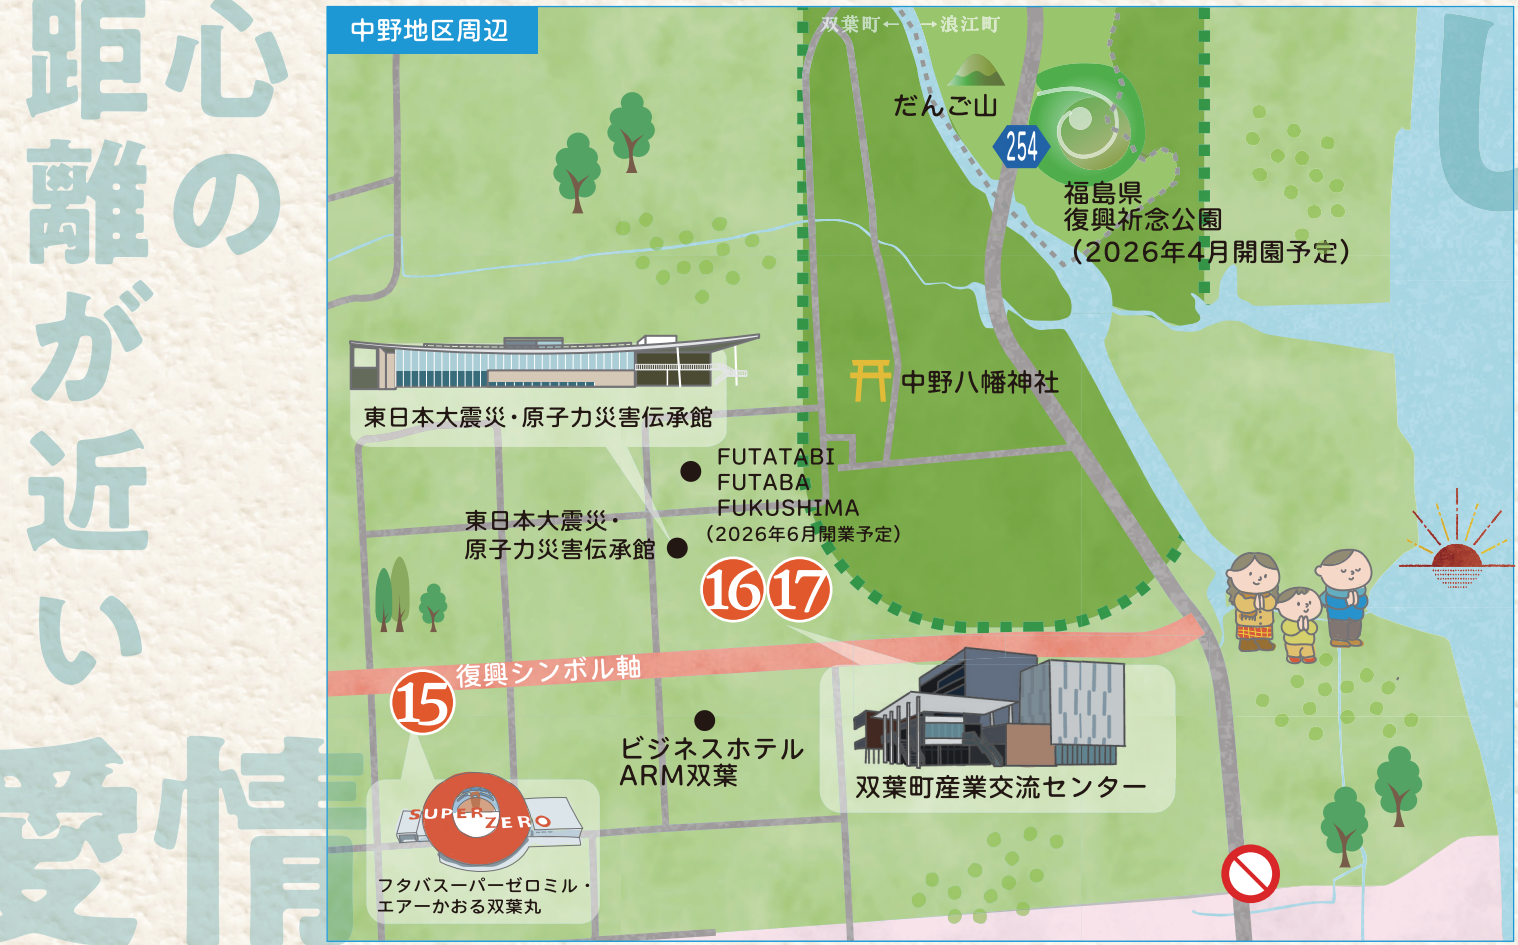 心の
距離が近い
愛情
し
中野地区周辺
双葉町← →浪江町
だんご山
254
福島県
復興祈念公園
（2026年4月開園予定）
中野八幡神社
東日本大震災・原子力災害伝承館
FUTATABI
FUTABA
FUKUSHIMA
（2026年6月開業予定）
東日本大震災・
原子力災害伝承館
16 17
復興シンボル軸
15
ビジネスホテル
ARM双葉
双葉町産業交流センター
SUPER ZERO
フタバスーパーゼロミル・
エアーかおる双葉丸